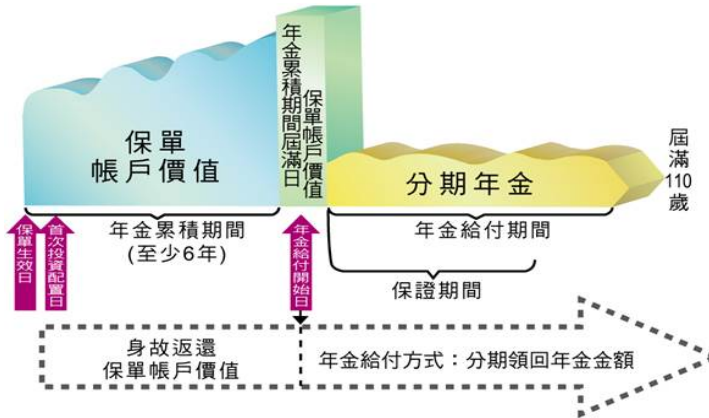 保單
帳戶價值
年金累積期間屆滿日
保單帳戶價值
分期年金
屆滿110歲
保單生效日
首次投資配置日
年金累積期間
(至少6年)
年金給付開始日
年金給付期間
保證期間
身故返還
保單帳戶價值
年金給付方式：分期領回年金金額